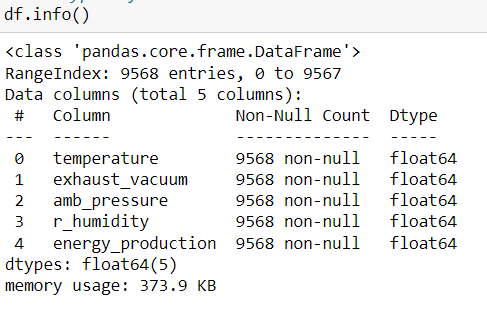 df.info()
<class 'pandas.core.frame.DataFrame'>
RangeIndex: 9568 entries, 0 to 9567
Data columns (total 5 columns):
 #   Column             Non-Null Count  Dtype
---  ------             --------------  -----
 0   temperature        9568 non-null   float64
 1   exhaust_vacuum     9568 non-null   float64
 2   amb_pressure       9568 non-null   float64
 3   r_humidity         9568 non-null   float64
 4   energy_production  9568 non-null   float64
dtypes: float64(5)
memory usage: 373.9 KB